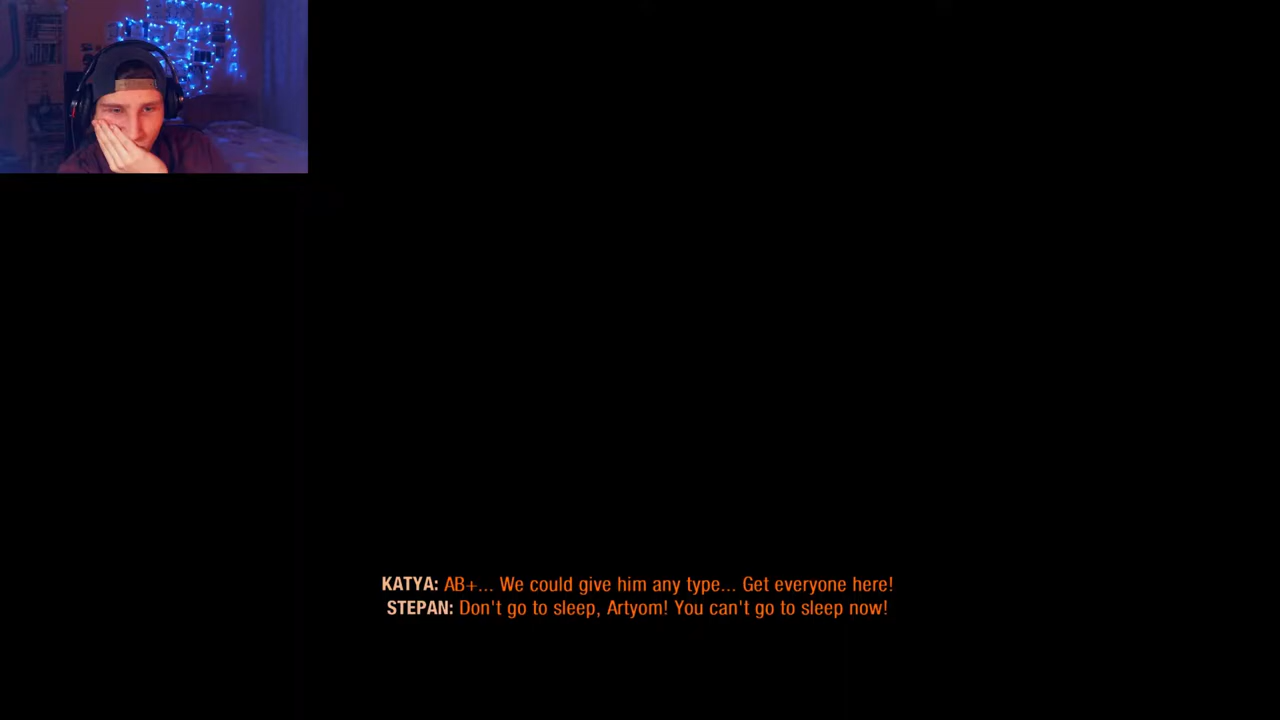 KATYA: AB+... We could give him any type... Get everyone here!
STEPAN: Don't go to sleep, Artyom! You can't go to sleep now!